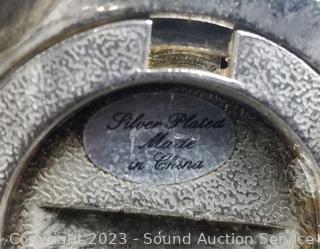 Silver Plated
Made
in China
Copyright 2023 - Sound Auction Service